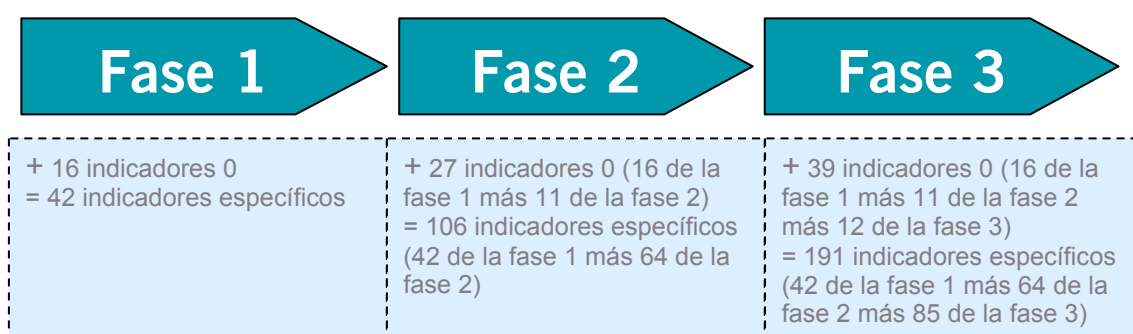 Fase 1
Fase 2
Fase 3
+ 16 indicadores 0
= 42 indicadores específicos
+ 27 indicadores 0 (16 de la
fase 1 más 11 de la fase 2)
= 106 indicadores específicos
(42 de la fase 1 más 64 de la
fase 2)
+ 39 indicadores 0 (16 de la
fase 1 más 11 de la fase 2
más 12 de la fase 3)
= 191 indicadores específicos
(42 de la fase 1 más 64 de la
fase 2 más 85 de la fase 3)